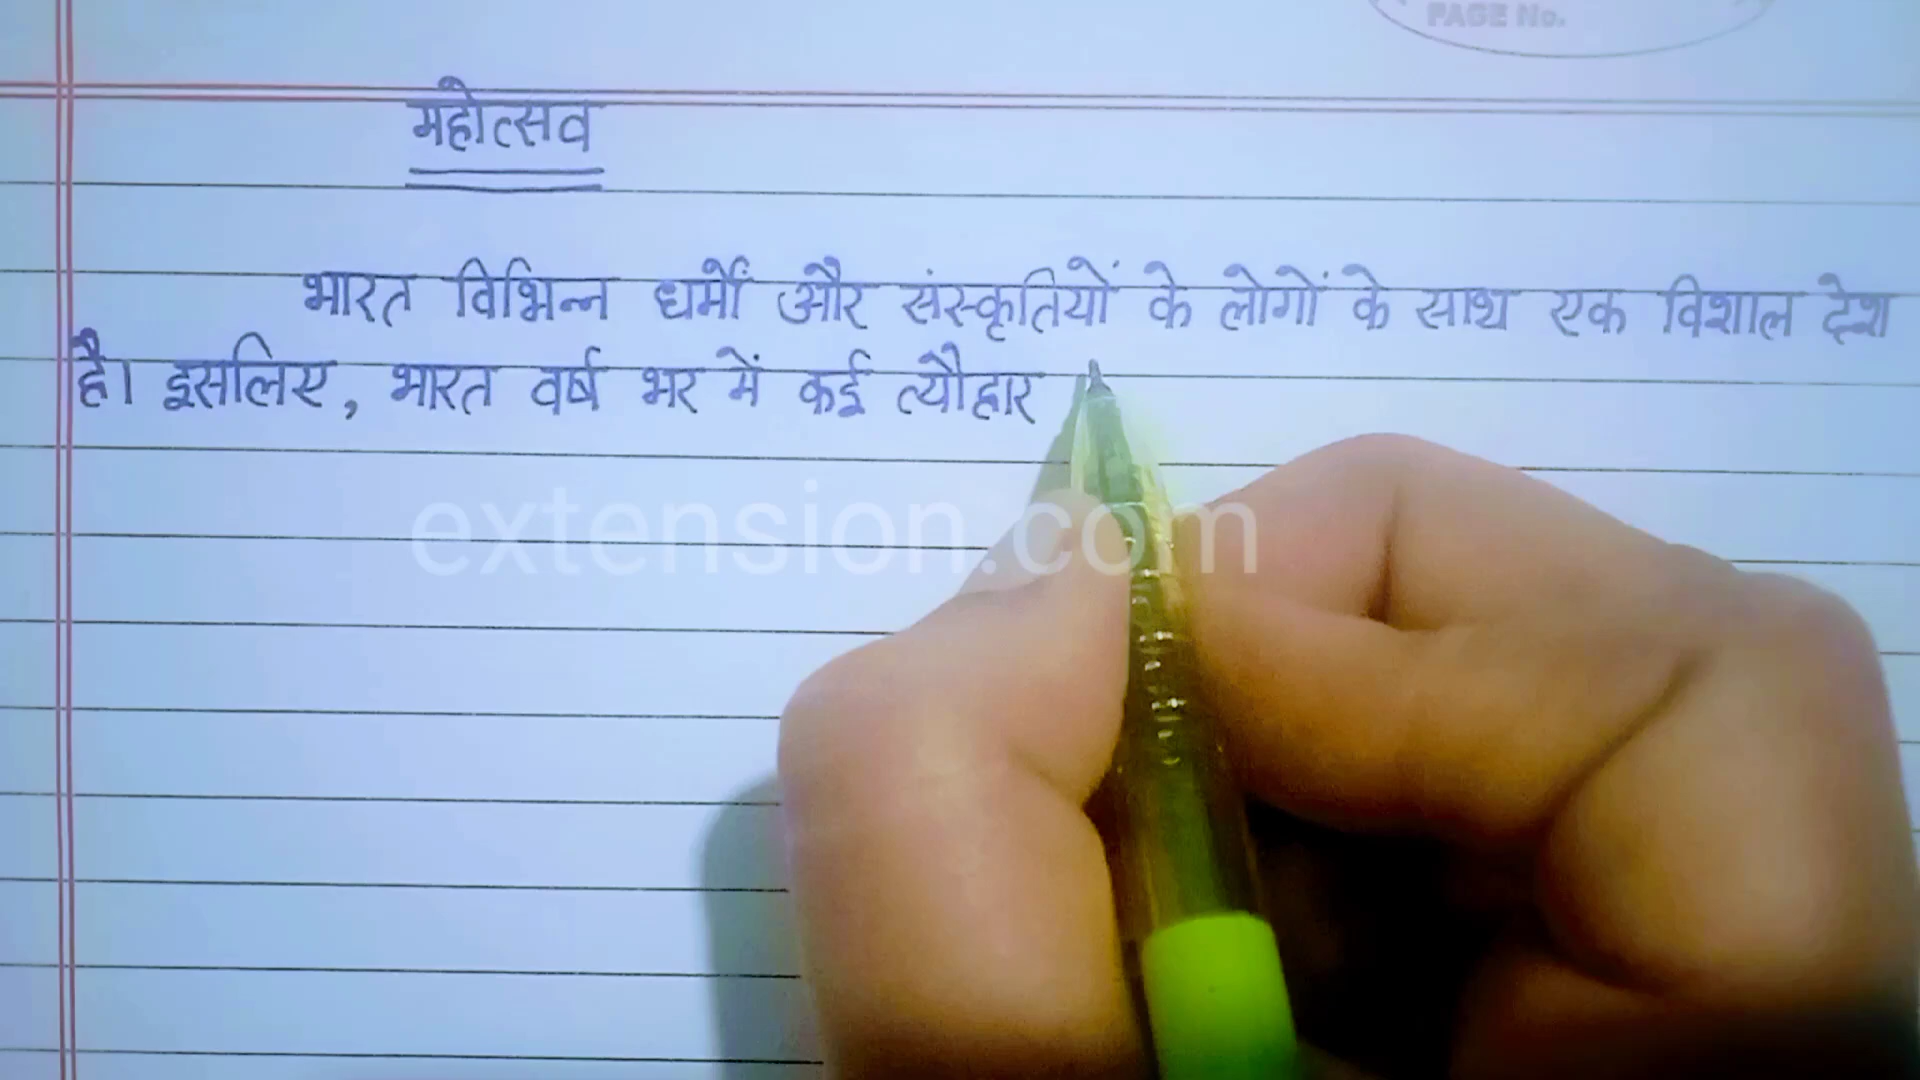 PAGE No.
महोत्सव
भारत विभिन्न धर्मों और संस्कृतियों के लोगों के साथ एक विशाल देश
है। इसलिए, भारत वर्ष भर में कई त्यौहार
extension.com